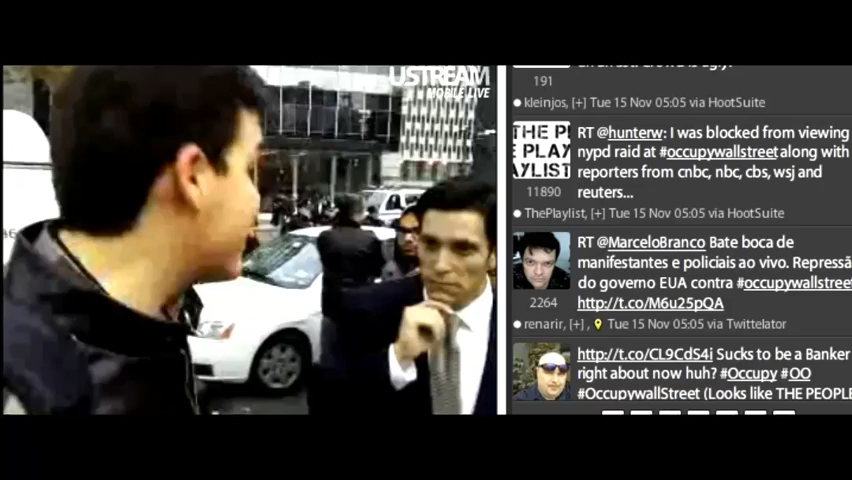 USTREAM
MOBILE LIVE
191
kleinjos, [+] Tue 15 Nov 05:05 via HootSuite
THE P
E PLAY
AYLIST
RT @hunterw: I was blocked from viewing
nypd raid at #occupywallstreet along with
reporters from cnbc, nbc, cbs, wsj and
reuters...
11890
ThePlaylist, [+] Tue 15 Nov 05:05 via HootSuite
RT @MarceloBranco Bate boca de
manifestantes e policiais ao vivo. Repressã
do governo EUA contra #occupywallstreet
http://t.co/M6u25pQA
2264
renarir, [+] , Tue 15 Nov 05:05 via Twittelator
http://t.co/CL9CdS4i Sucks to be a Banker
right about now huh? #Occupy #OO
#OccupywallStreet (Looks like THE PEOPLE